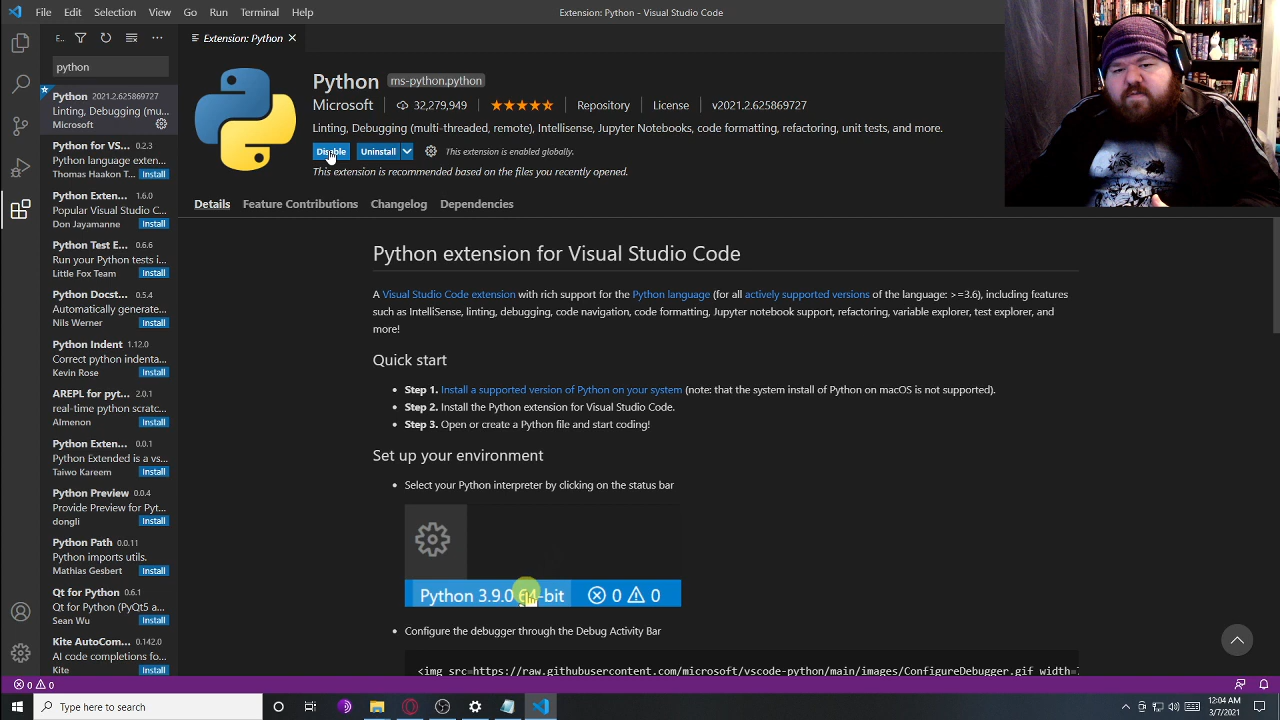 File Edit Selection View Go Run Terminal Help
Extension: Python - Visual Studio Code
E..
python
Python 2021.2.625869727
Linting, Debugging (mu...
Microsoft
Python for VS... 0.2.3
Python language exten...
Thomas Haakon T... Install
Python Exten... 1.6.0
Popular Visual Studio C...
Don Jayamanne Install
Python Test E... 0.6.6
Run your Python tests i...
Little Fox Team Install
Python Docst... 0.5.4
Automatically generate...
Nils Werner Install
Python Indent 1.12.0
Correct python indenta...
Kevin Rose Install
AREPL for pyt... 2.0.1
real-time python scratc...
Almenon Install
Python Exten... 0.0.1
Python Extended is a vs...
Taiwo Kareem Install
Python Preview 0.0.4
Provide Preview for Pyt...
dongli Install
Python Path 0.0.11
Python imports utils.
Mathias Gesbert Install
Qt for Python 0.6.1
Qt for Python (PyQt5 a...
Sean Wu Install
Kite AutoCom... 0.142.0
AI code completions fo...
Kite Install
Extension: Python
Python ms-python.python
Microsoft 32,279,949 Repository License v2021.2.625869727
Linting, Debugging (multi-threaded, remote), Intellisense, Jupyter Notebooks, code formatting, refactoring, unit tests, and more.
Disable Uninstall This extension is enabled globally.
This extension is recommended based on the files you recently opened.
Details Feature Contributions Changelog Dependencies
Python extension for Visual Studio Code
A Visual Studio Code extension with rich support for the Python language (for all actively supported versions of the language: >=3.6), including features
such as IntelliSense, linting, debugging, code navigation, code formatting, Jupyter notebook support, refactoring, variable explorer, test explorer, and
more!
Quick start
• Step 1. Install a supported version of Python on your system (note: that the system install of Python on macOS is not supported).
• Step 2. Install the Python extension for Visual Studio Code.
• Step 3. Open or create a Python file and start coding!
Set up your environment
• Select your Python interpreter by clicking on the status bar
Python 3.9.0 64-bit 0 0
• Configure the debugger through the Debug Activity Bar
<img src=https://raw.githubusercontent.com/microsoft/vscode-python/main/images/ConfigureDebugger.gif width=
0 0
Type here to search
12:04 AM
3/7/2021